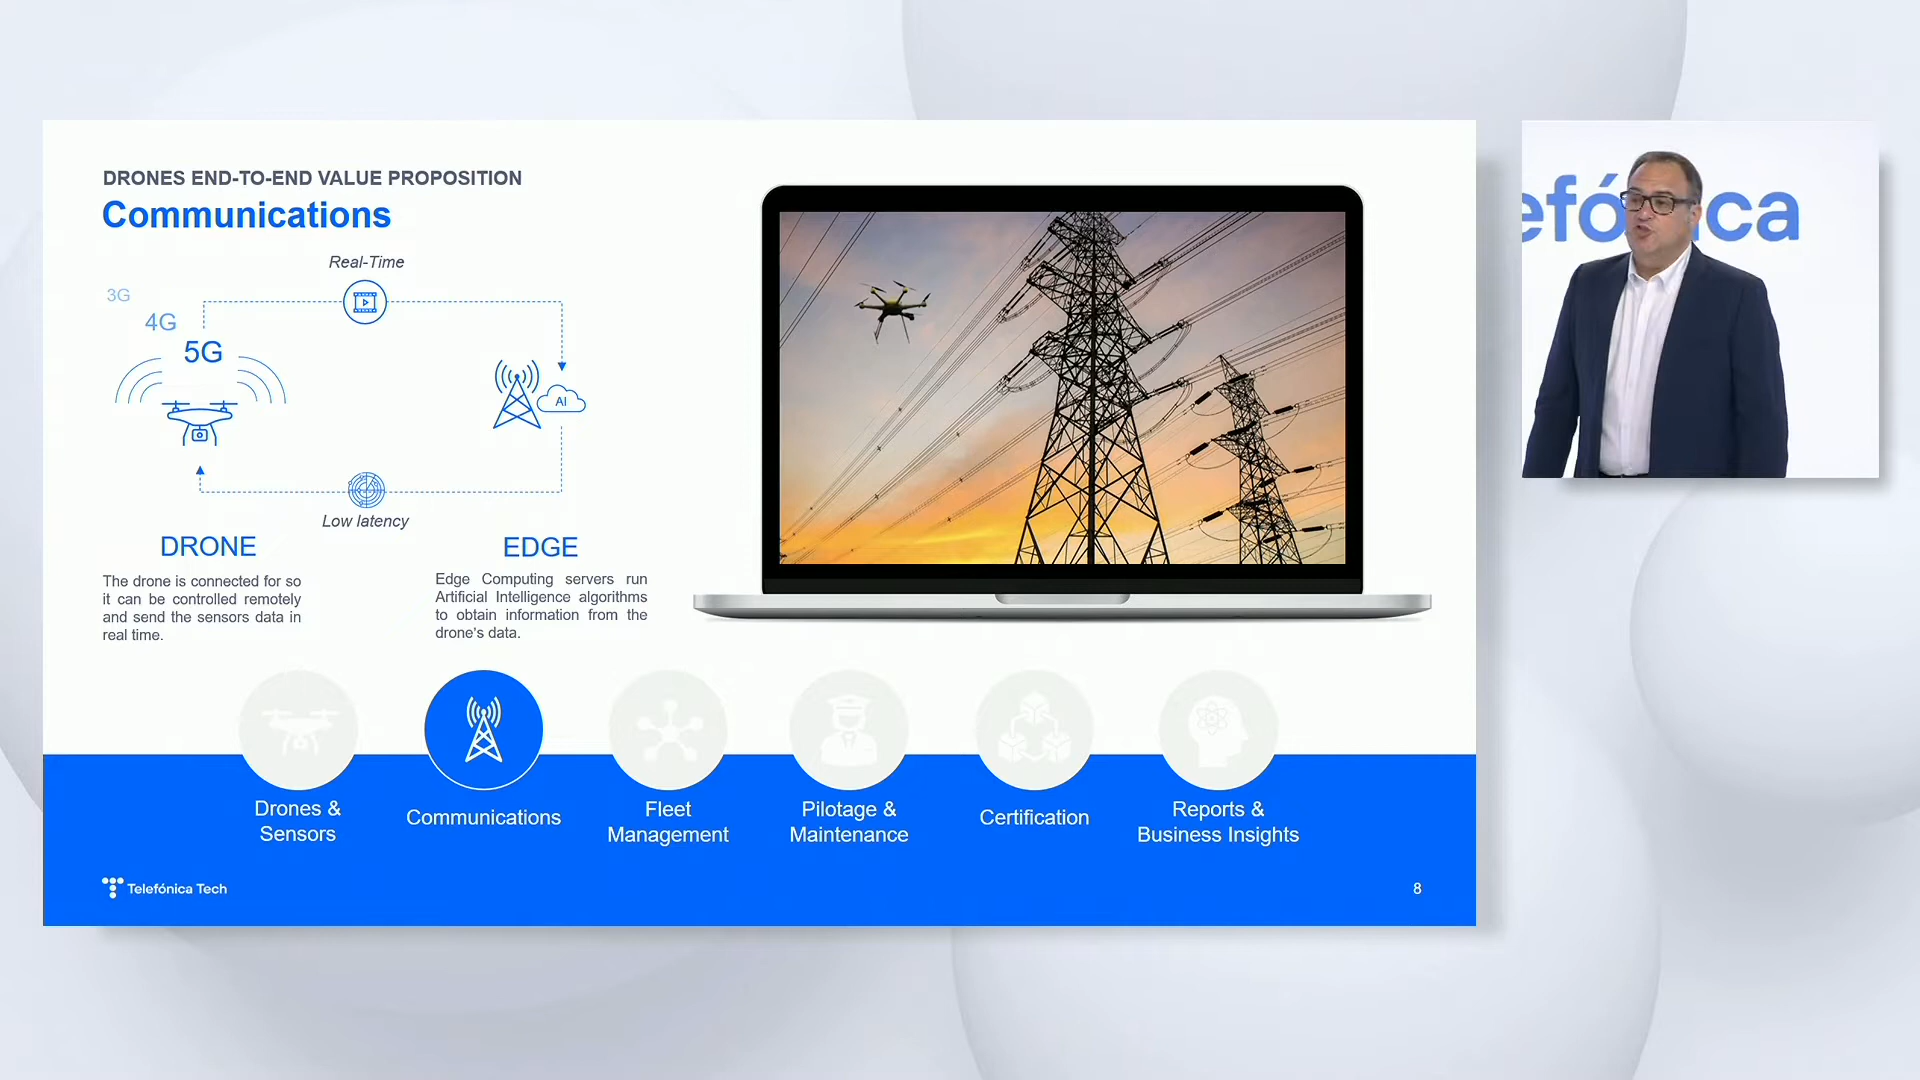 DRONES END-TO-END VALUE PROPOSITION
Communications
Real-Time
3G
4G
5G
AI
Low latency
DRONE
The drone is connected for so
it can be controlled remotely
and send the sensors data in
real time.
EDGE
Edge Computing servers run
Artificial Intelligence algorithms
to obtain information from the
drone's data.
Drones &
Sensors
Communications
Fleet
Management
Pilotage &
Maintenance
Certification
Reports &
Business Insights
Telefónica Tech
8
efónica